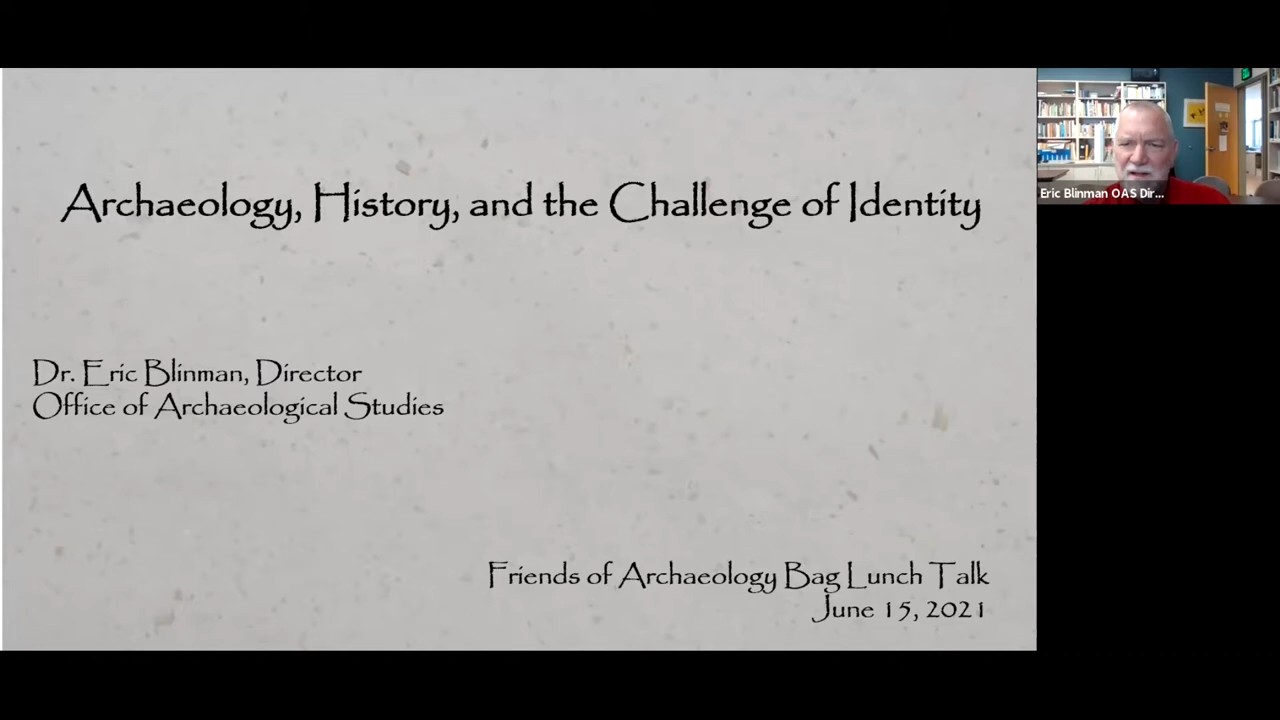 Archaeology, History, and the Challenge of Identity
Dr. Eric Blinman, Director
Office of Archaeological Studies
Friends of Archaeology Bag Lunch Talk
June 15, 2021
Eric Blinman OAS Dir...